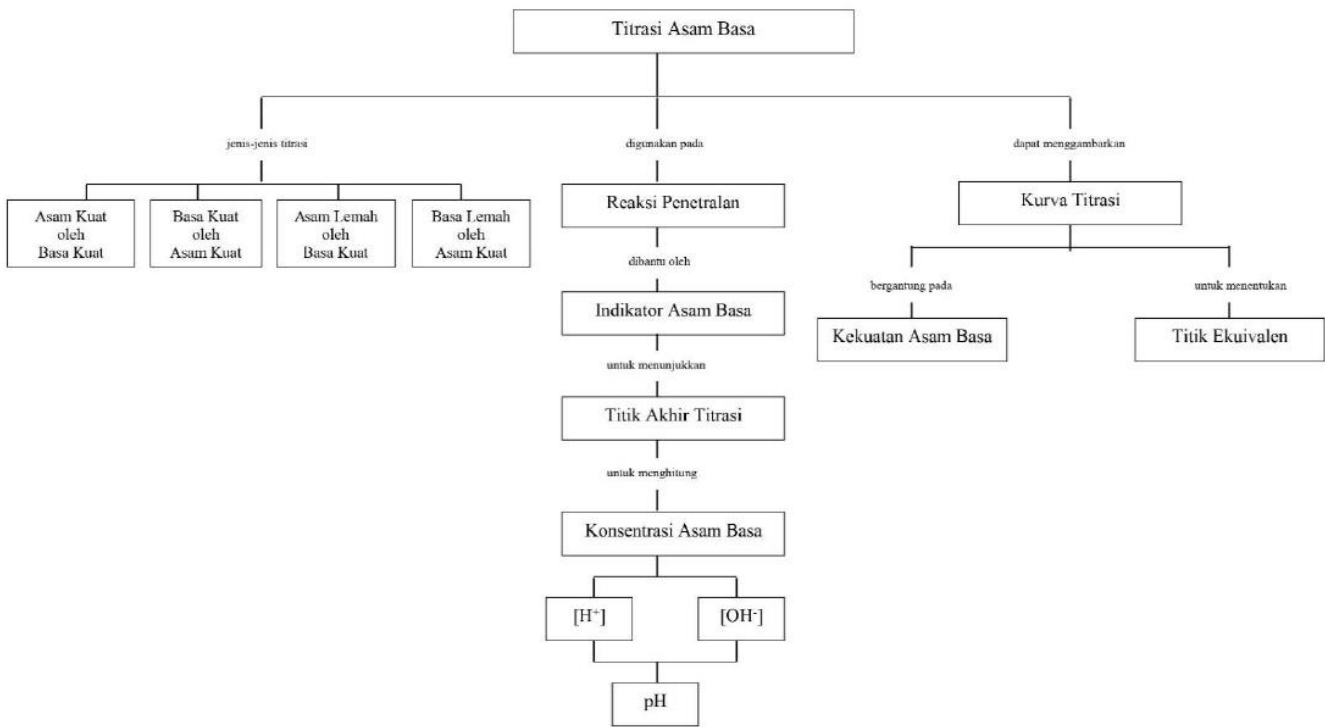 Titrasi Asam Basa
jenis-jenis titrasi
digunakan pada
dapat menggambarkan
Asam Kuat
oleh
Basa Kuat
Basa Kuat
oleh
Asam Kuat
Asam Lemah
oleh
Basa Kuat
Basa Lemah
oleh
Asam Kuat
Reaksi Penetralan
Kurva Titrasi
dibantu oleh
bergantung pada
untuk menentukan
Indikator Asam Basa
Kekuatan Asam Basa
Titik Ekuivalen
untuk menunjukkan
Titik Akhir Titrasi
untuk menghitung
Konsentrasi Asam Basa
[H⁺]
[OH⁻]
pH